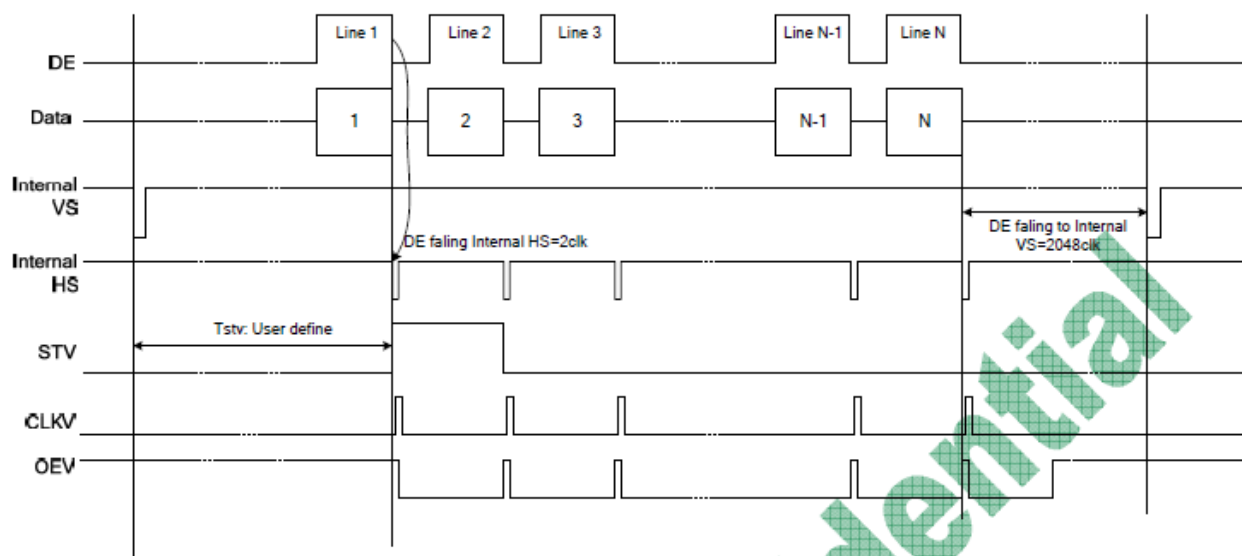 Line 1
Line 2
Line 3
Line N-1
Line N
DE
Data
1
2
3
N-1
N
Internal
VS
DE faling to Internal
VS=2048clk
DE faling Internal HS=2clk
Internal
HS
Tstv: User define
STV
CLKV
OEV